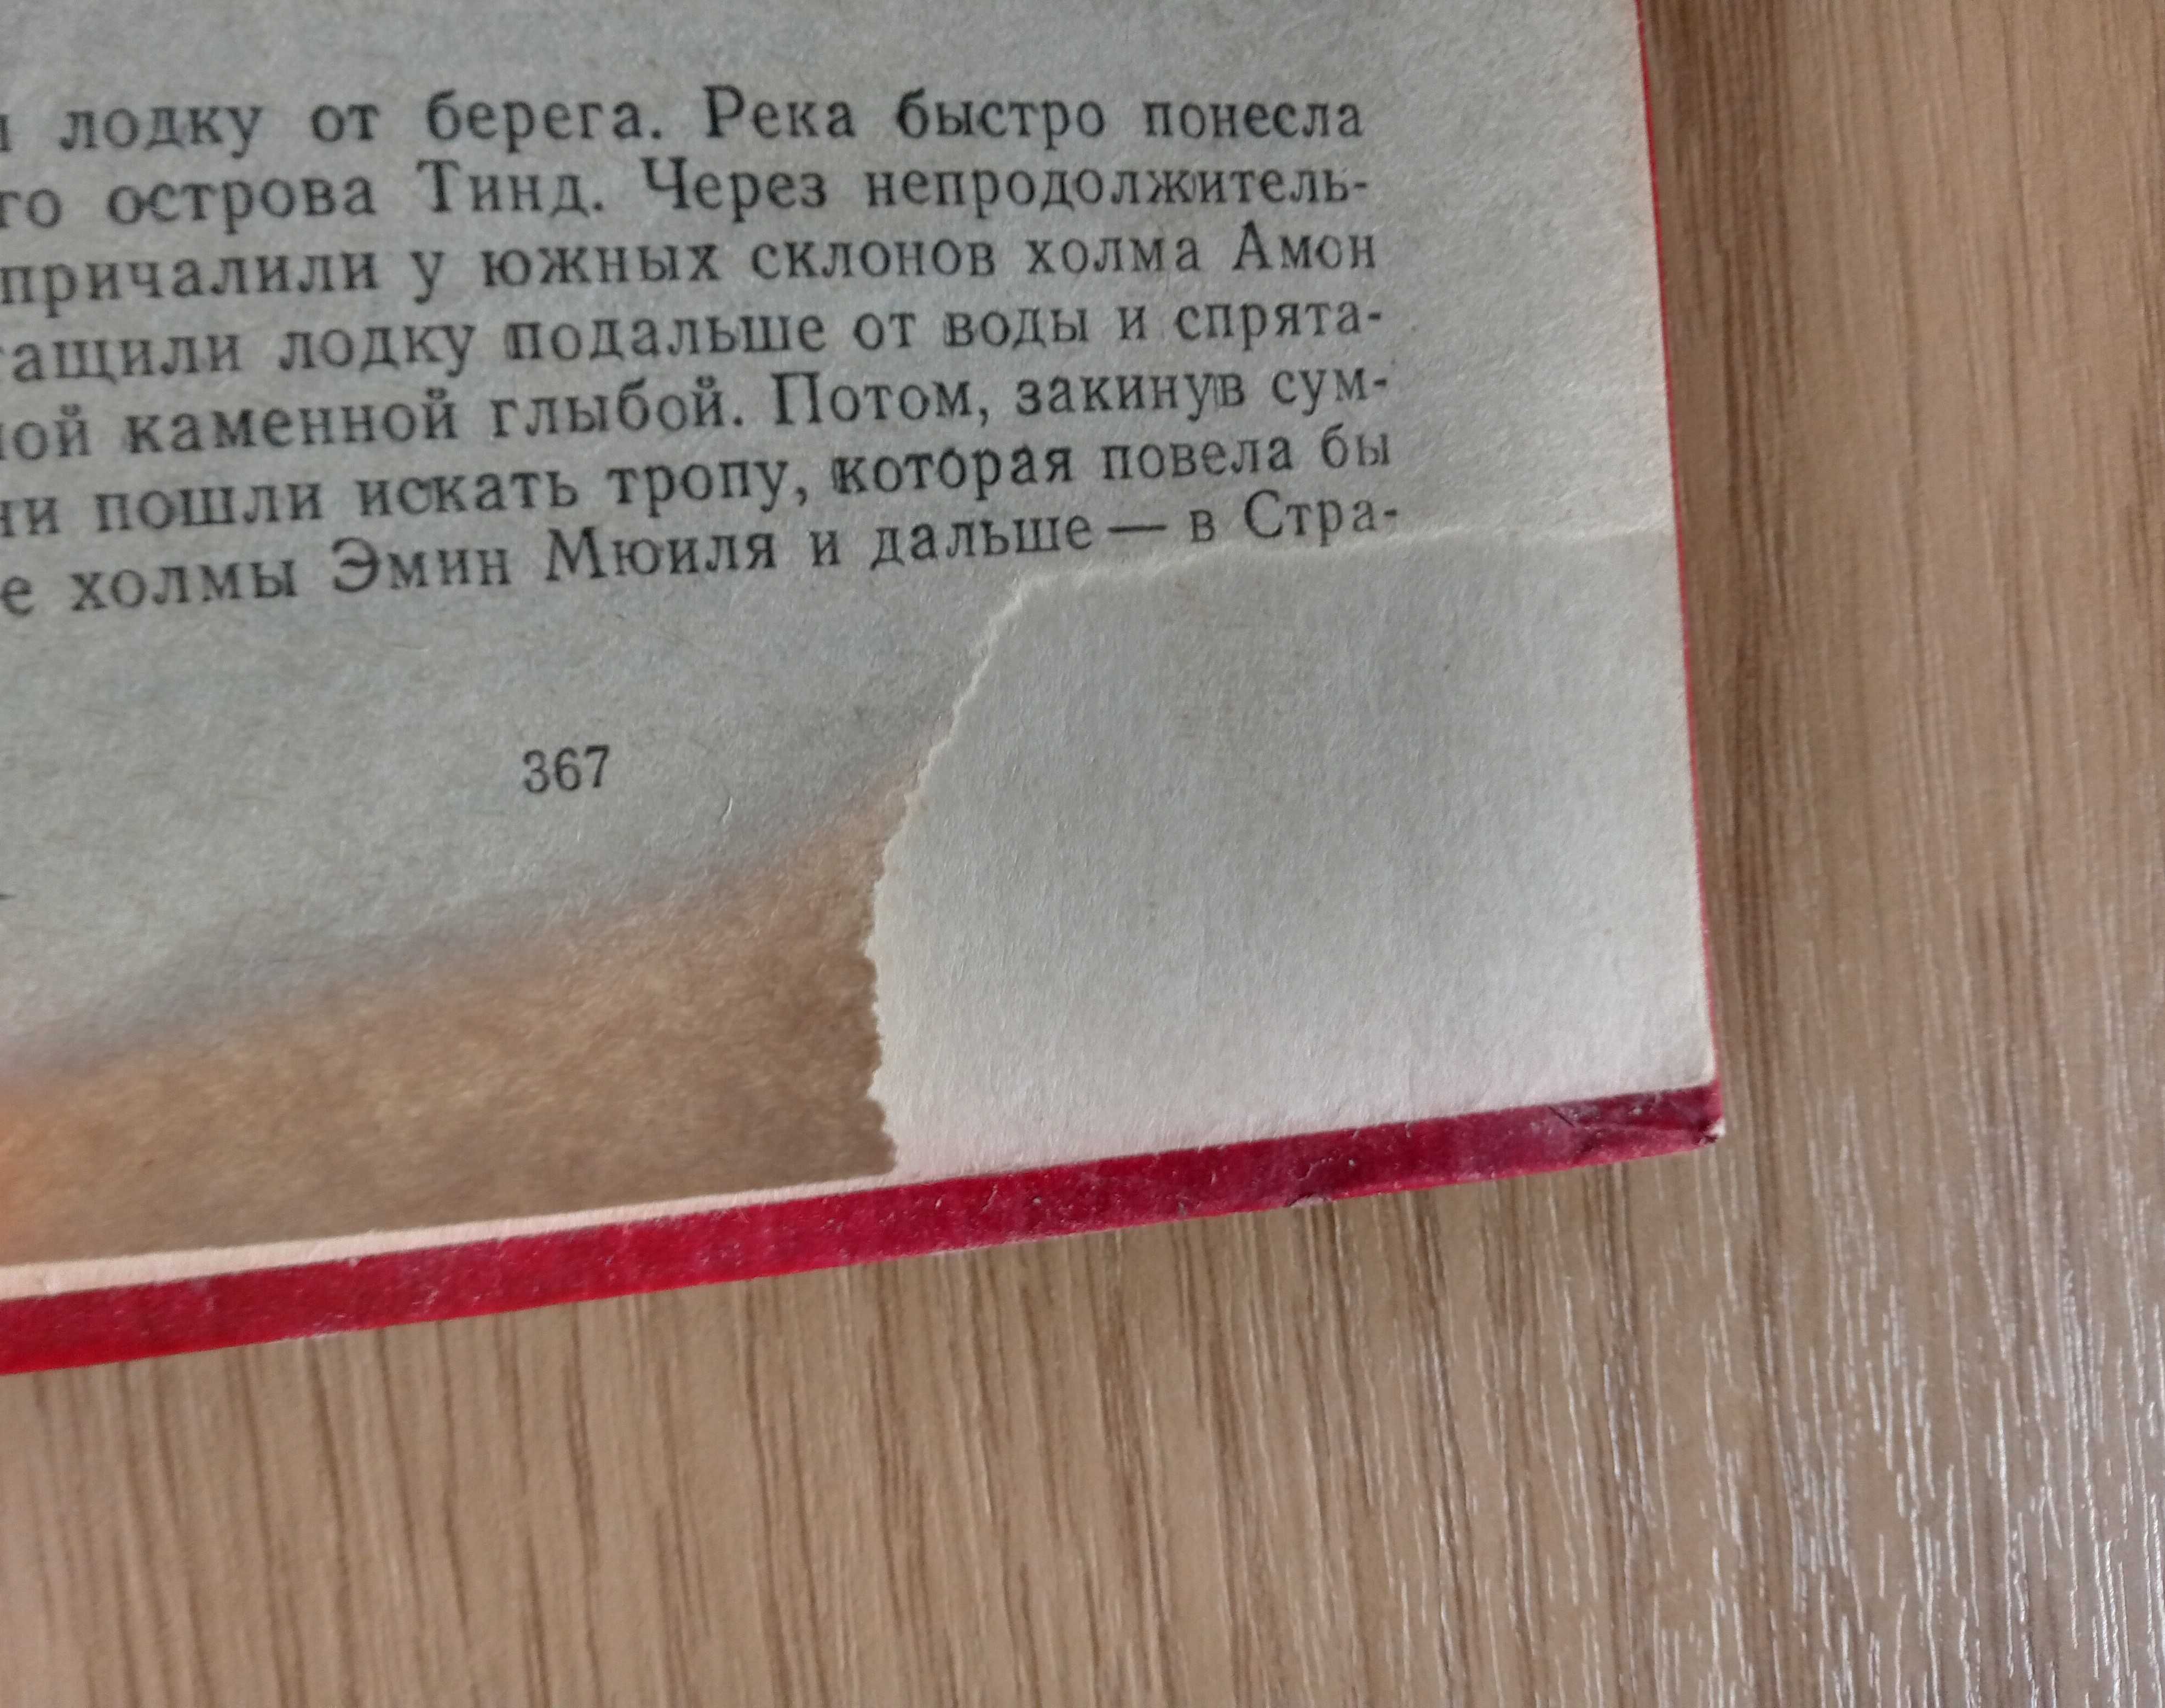 лодку от берега. Река быстро понесла
го острова Тинд. Через непродолжитель-
причалили у южных склонов холма Амон
ащили лодку подальше от воды и спрята-
ой каменной глыбой. Потом, закинув сум-
ни пошли искать тропу, которая повела бы
е холмы Эмин Мюиля и дальше — в Стра-
367